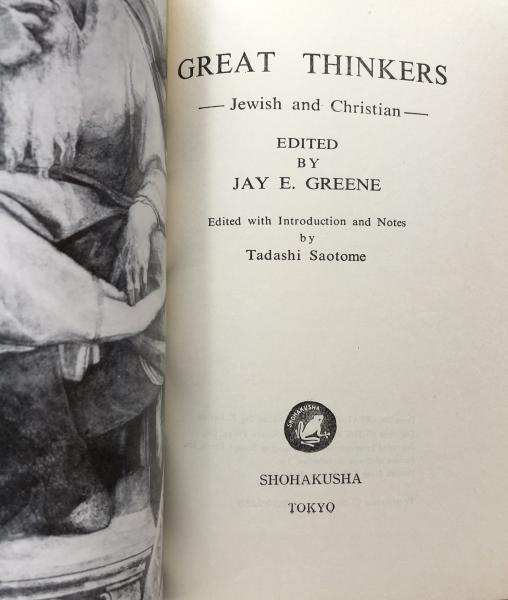 GREAT THINKERS
— Jewish and Christian —
EDITED
BY
JAY E. GREENE
Edited with Introduction and Notes
by
Tadashi Saotome
SHOHAKUSHA
SHOHAKUSHA
TOKYO